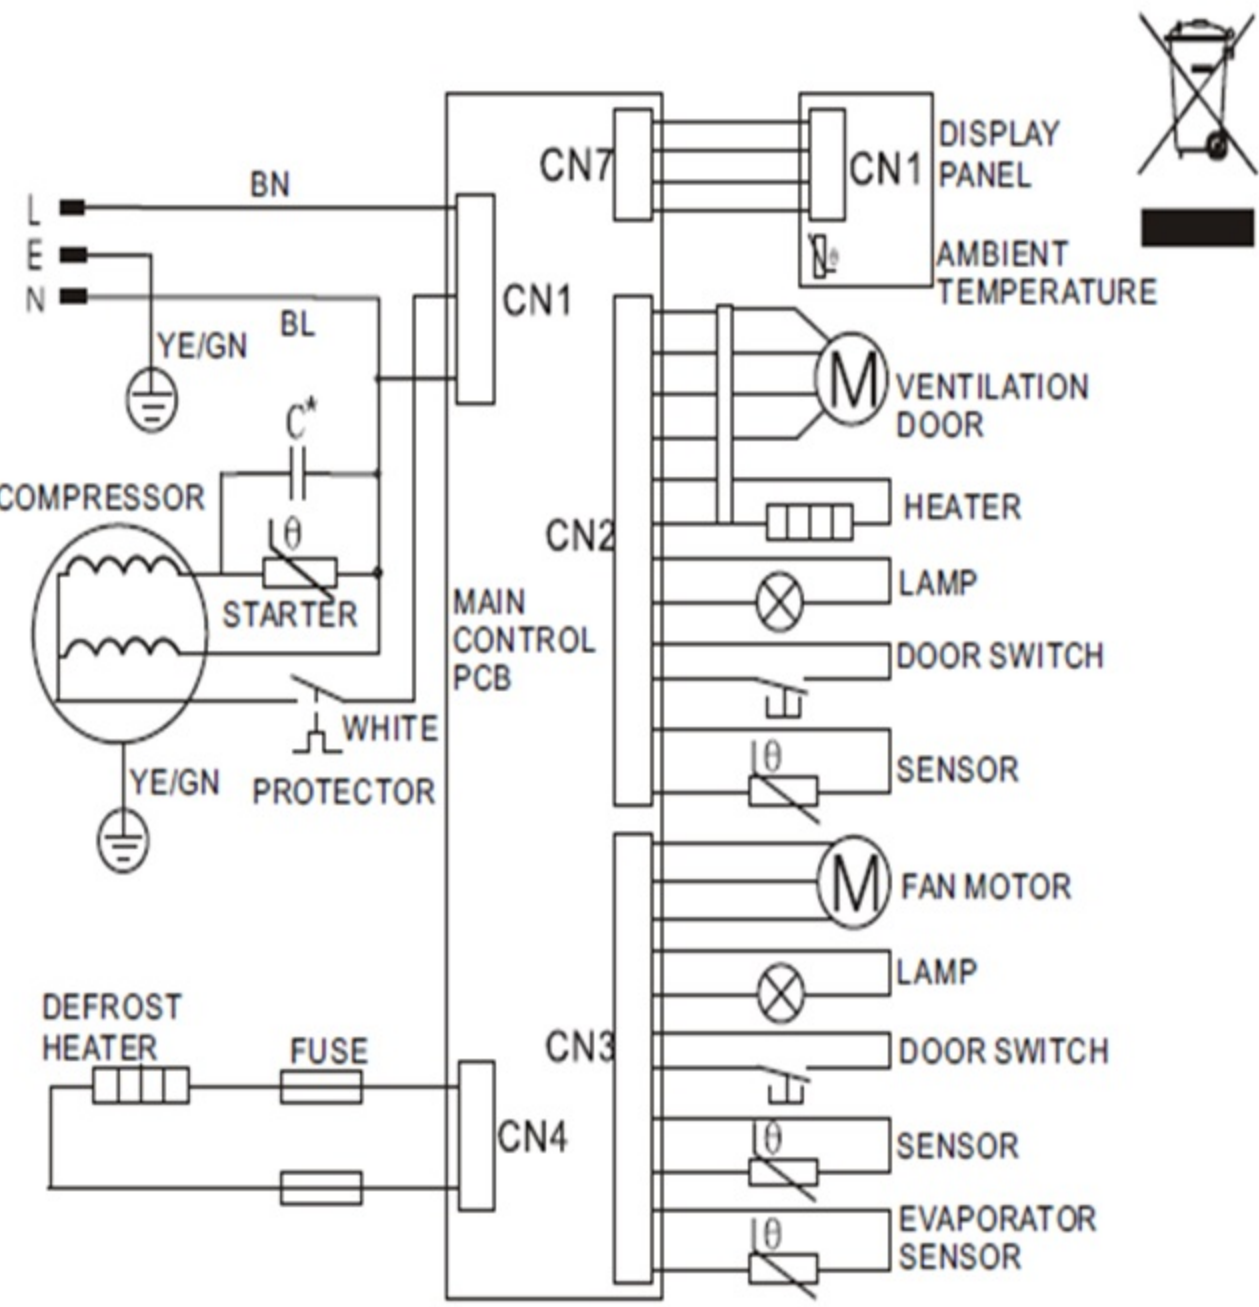 CN7
CN1
DISPLAY
PANEL
AMBIENT
TEMPERATURE
L
BN
E
N
BL
YE/GN
CN1
M
VENTILATION
DOOR
C*
COMPRESSOR
θ
STARTER
HEATER
CN2
LAMP
MAIN
CONTROL
PCB
DOOR SWITCH
WHITE
PROTECTOR
YE/GN
θ
SENSOR
M
FAN MOTOR
LAMP
DEFROST
HEATER
FUSE
CN3
DOOR SWITCH
CN4
θ
SENSOR
θ
EVAPORATOR
SENSOR